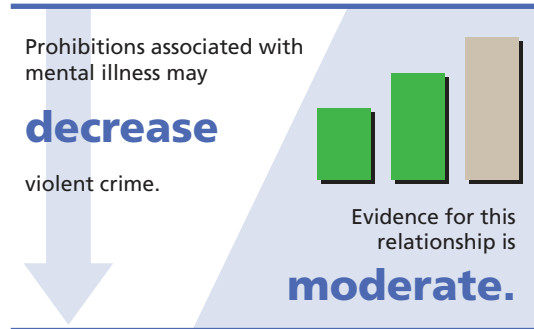 Prohibitions associated with
mental illness may
decrease
violent crime.
Evidence for this
relationship is
moderate.